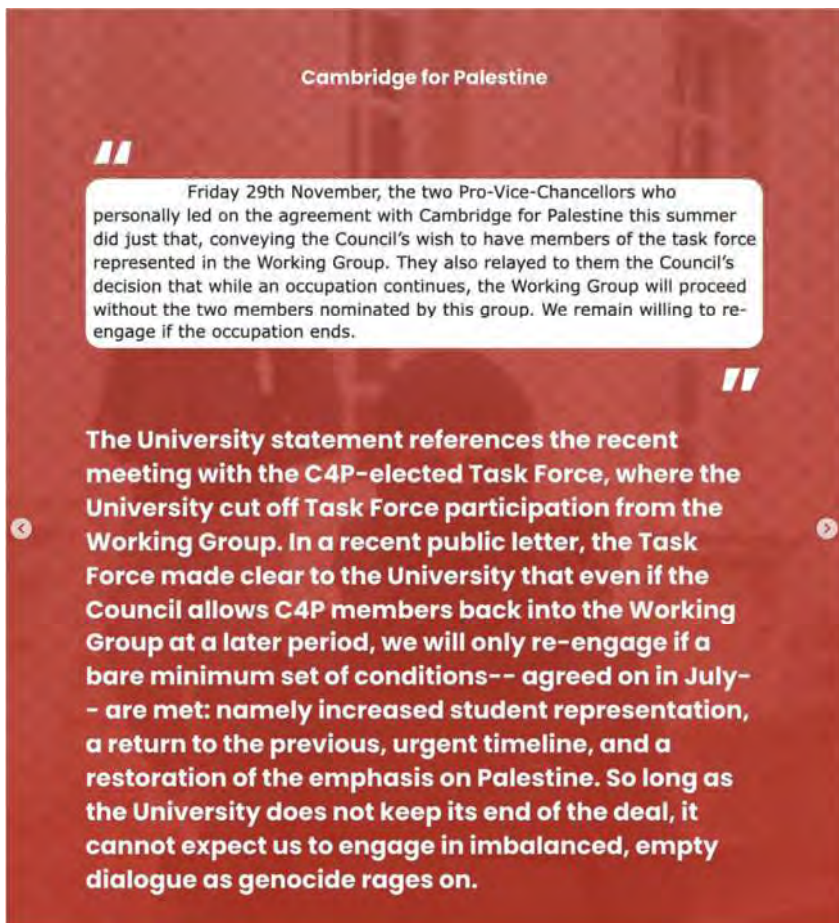 Cambridge for Palestine
"
Friday 29th November, the two Pro-Vice-Chancellors who
personally led on the agreement with Cambridge for Palestine this summer
did just that, conveying the Council's wish to have members of the task force
represented in the Working Group. They also relayed to them the Council's
decision that while an occupation continues, the Working Group will proceed
without the two members nominated by this group. We remain willing to re-
engage if the occupation ends.
"
The University statement references the recent
meeting with the C4P-elected Task Force, where the
University cut off Task Force participation from the
Working Group. In a recent public letter, the Task
Force made clear to the University that even if the
Council allows C4P members back into the Working
Group at a later period, we will only re-engage if a
bare minimum set of conditions-- agreed on in July-
- are met: namely increased student representation,
a return to the previous, urgent timeline, and a
restoration of the emphasis on Palestine. So long as
the University does not keep its end of the deal, it
cannot expect us to engage in imbalanced, empty
dialogue as genocide rages on.